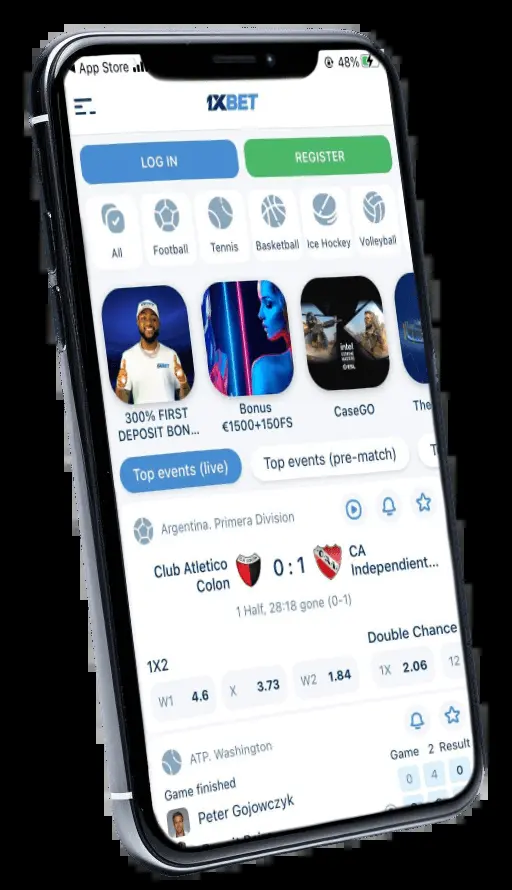 App Store
48%
1XBET
LOG IN
REGISTER
All
Football
Tennis
Basketball
Ice Hockey
Volleyball
intel
300% FIRST
DEPOSIT BON...
Bonus
€1500+150FS
CaseGO
The
Top events (live)
Top events (pre-match)
T
Argentina. Primera Division
Club Atletico
Colon
0 : 1
CA
Independient...
1 Half, 28:18 gone (0-1)
1X2
Double Chance
W1 4.6
X 3.73
W2 1.84
1X 2.06
12
ATP. Washington
Game 2 Result
Game finished
Peter Gojowczyk
0 4 0